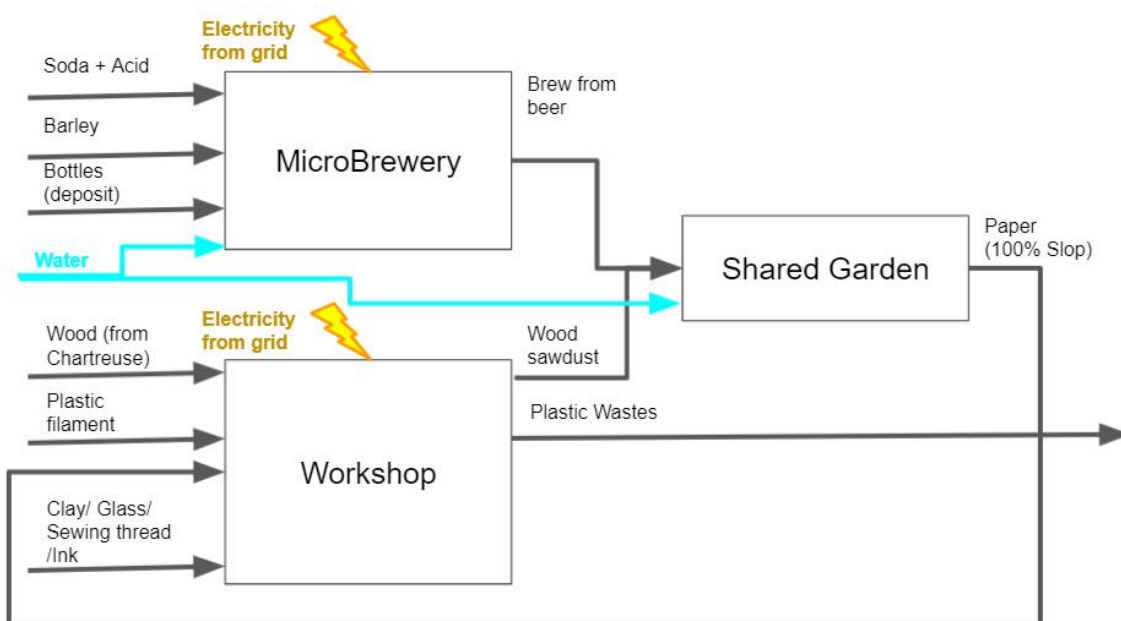 Electricity
from grid
Soda + Acid
Barley
Bottles
(deposit)
MicroBrewery
Brew from
beer
Water
Shared Garden
Paper
(100% Slop)
Electricity
from grid
Wood (from
Chartreuse)
Plastic
filament
Clay/ Glass/
Sewing thread
/Ink
Workshop
Wood
sawdust
Plastic Wastes